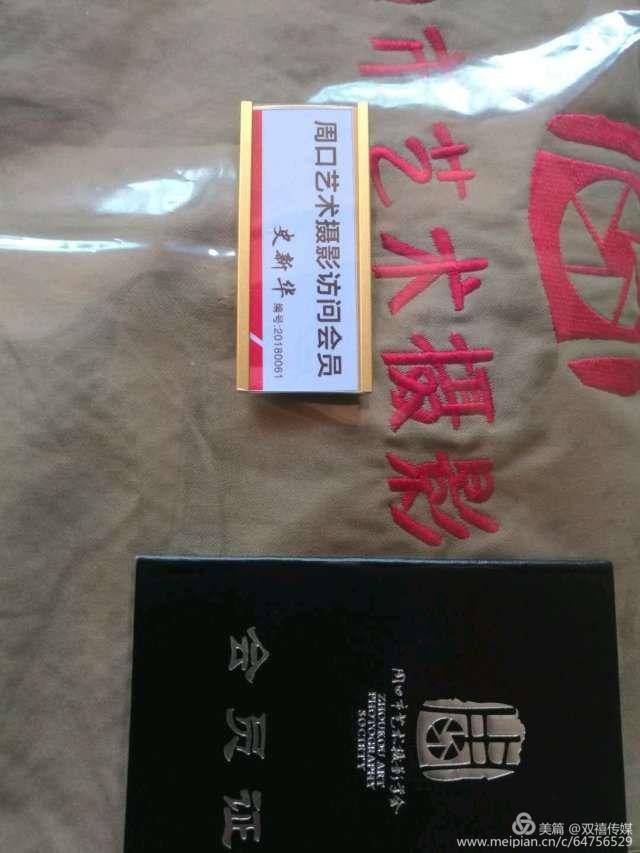 市艺术摄影
周口艺术摄影访问会员
史新华 编号:20180061
周口市艺术摄影学会
ZHOUKOU ART
PHOTOGRAPHY
SOCIETY
会员证
美篇 @双禧传媒
www.meipian.cn/c/64756529